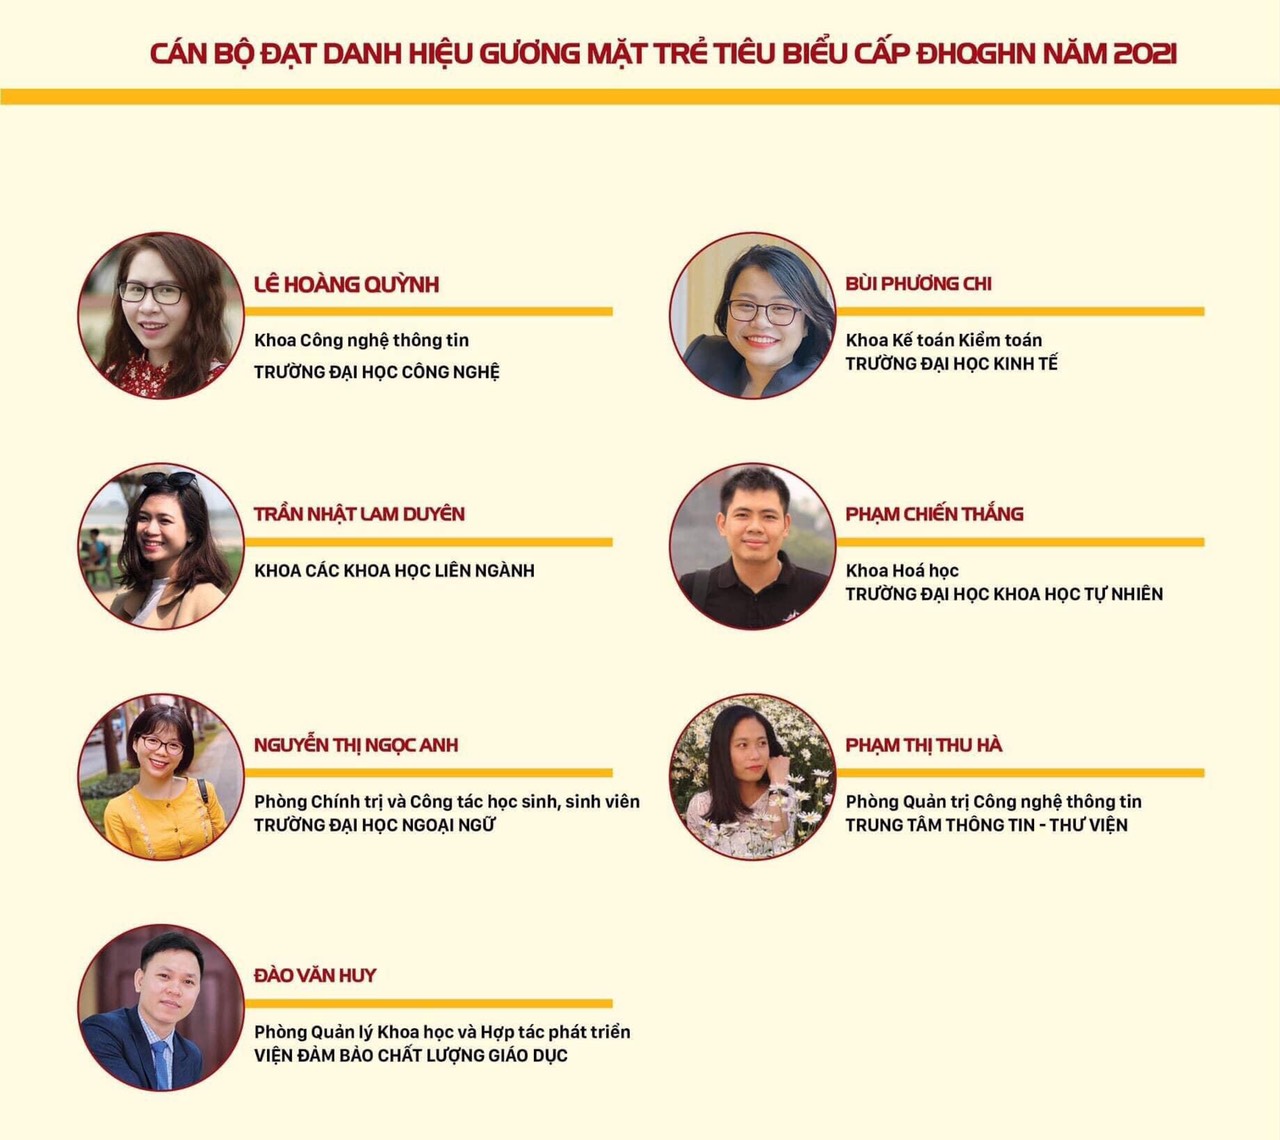 CÁN BỘ ĐẠT DANH HIỆU GƯƠNG MẶT TRẺ TIÊU BIỂU CẤP ĐHQGHN NĂM 2021
LÊ HOÀNG QUỲNH
Khoa Công nghệ thông tin
TRƯỜNG ĐẠI HỌC CÔNG NGHỆ
BÙI PHƯƠNG CHI
Khoa Kế toán Kiểm toán
TRƯỜNG ĐẠI HỌC KINH TẾ
TRẦN NHẬT LAM DUYÊN
KHOA CÁC KHOA HỌC LIÊN NGÀNH
PHẠM CHIẾN THẮNG
Khoa Hoá học
TRƯỜNG ĐẠI HỌC KHOA HỌC TỰ NHIÊN
NGUYỄN THỊ NGỌC ANH
Phòng Chính trị và Công tác học sinh, sinh viên
TRƯỜNG ĐẠI HỌC NGOẠI NGỮ
PHẠM THỊ THU HÀ
Phòng Quản trị Công nghệ thông tin
TRUNG TÂM THÔNG TIN - THƯ VIỆN
ĐÀO VĂN HUY
Phòng Quản lý Khoa học và Hợp tác phát triển
VIỆN ĐẢM BẢO CHẤT LƯỢNG GIÁO DỤC